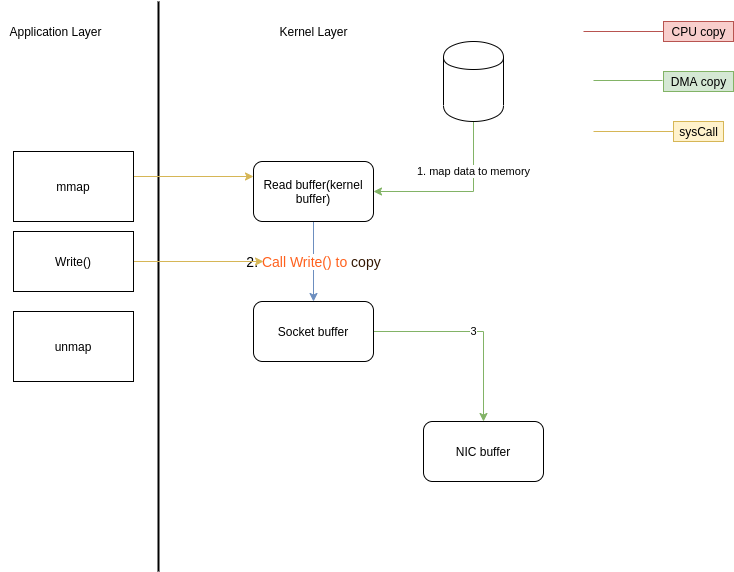 Application Layer
Kernel Layer
CPU copy
DMA copy
sysCall
1. map data to memory
mmap
Read buffer(kernel
buffer)
Write()
2. Call Write() to copy
Socket buffer
3
unmap
NIC buffer